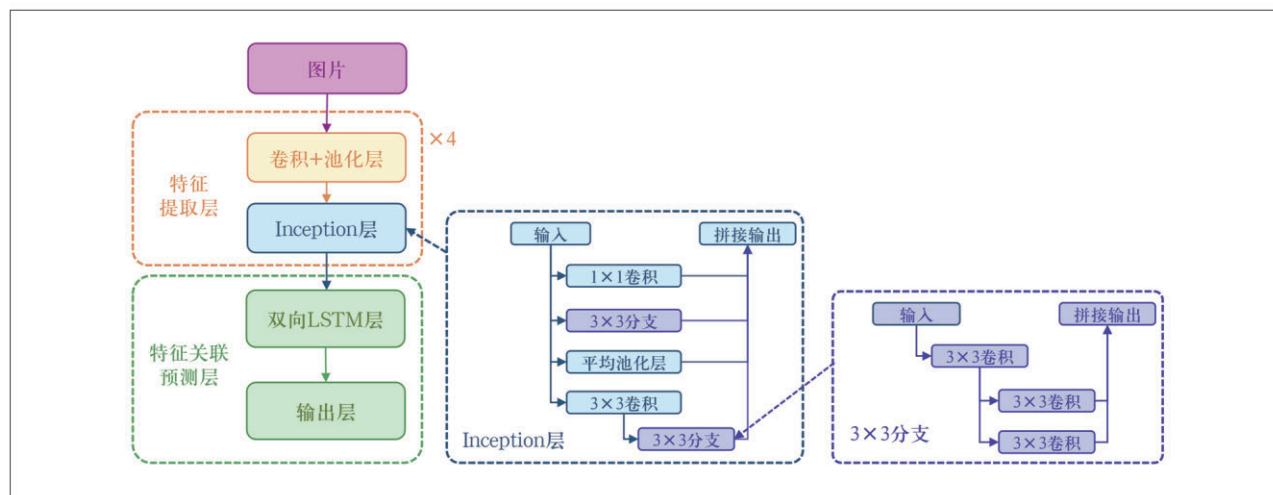 图片
×4
卷积+池化层
特征
提取层
Inception层
双向LSTM层
特征关联
预测层
输出层
输入
拼接输出
1×1卷积
3×3分支
平均池化层
3×3卷积
3×3分支
Inception层
输入
拼接输出
3×3卷积
3×3卷积
3×3卷积
3×3分支